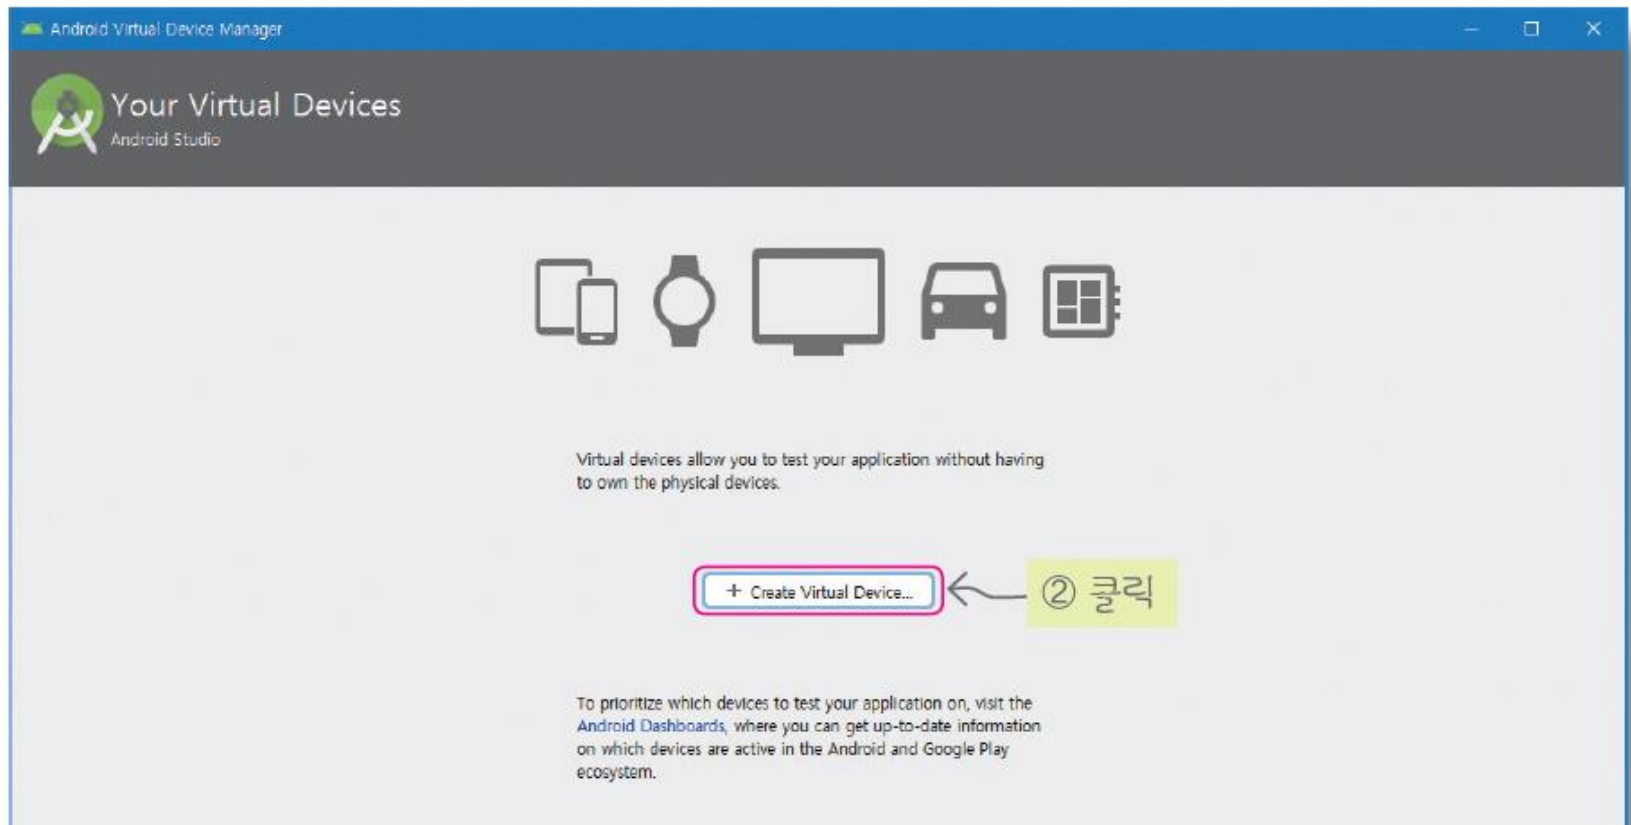 Android Virtual Device Manager
Your Virtual Devices
Android Studio
Virtual devices allow you to test your application without having
to own the physical devices.
+ Create Virtual Device...
② 클릭
To prioritize which devices to test your application on, visit the
Android Dashboards, where you can get up-to-date information
on which devices are active in the Android and Google Play
ecosystem.